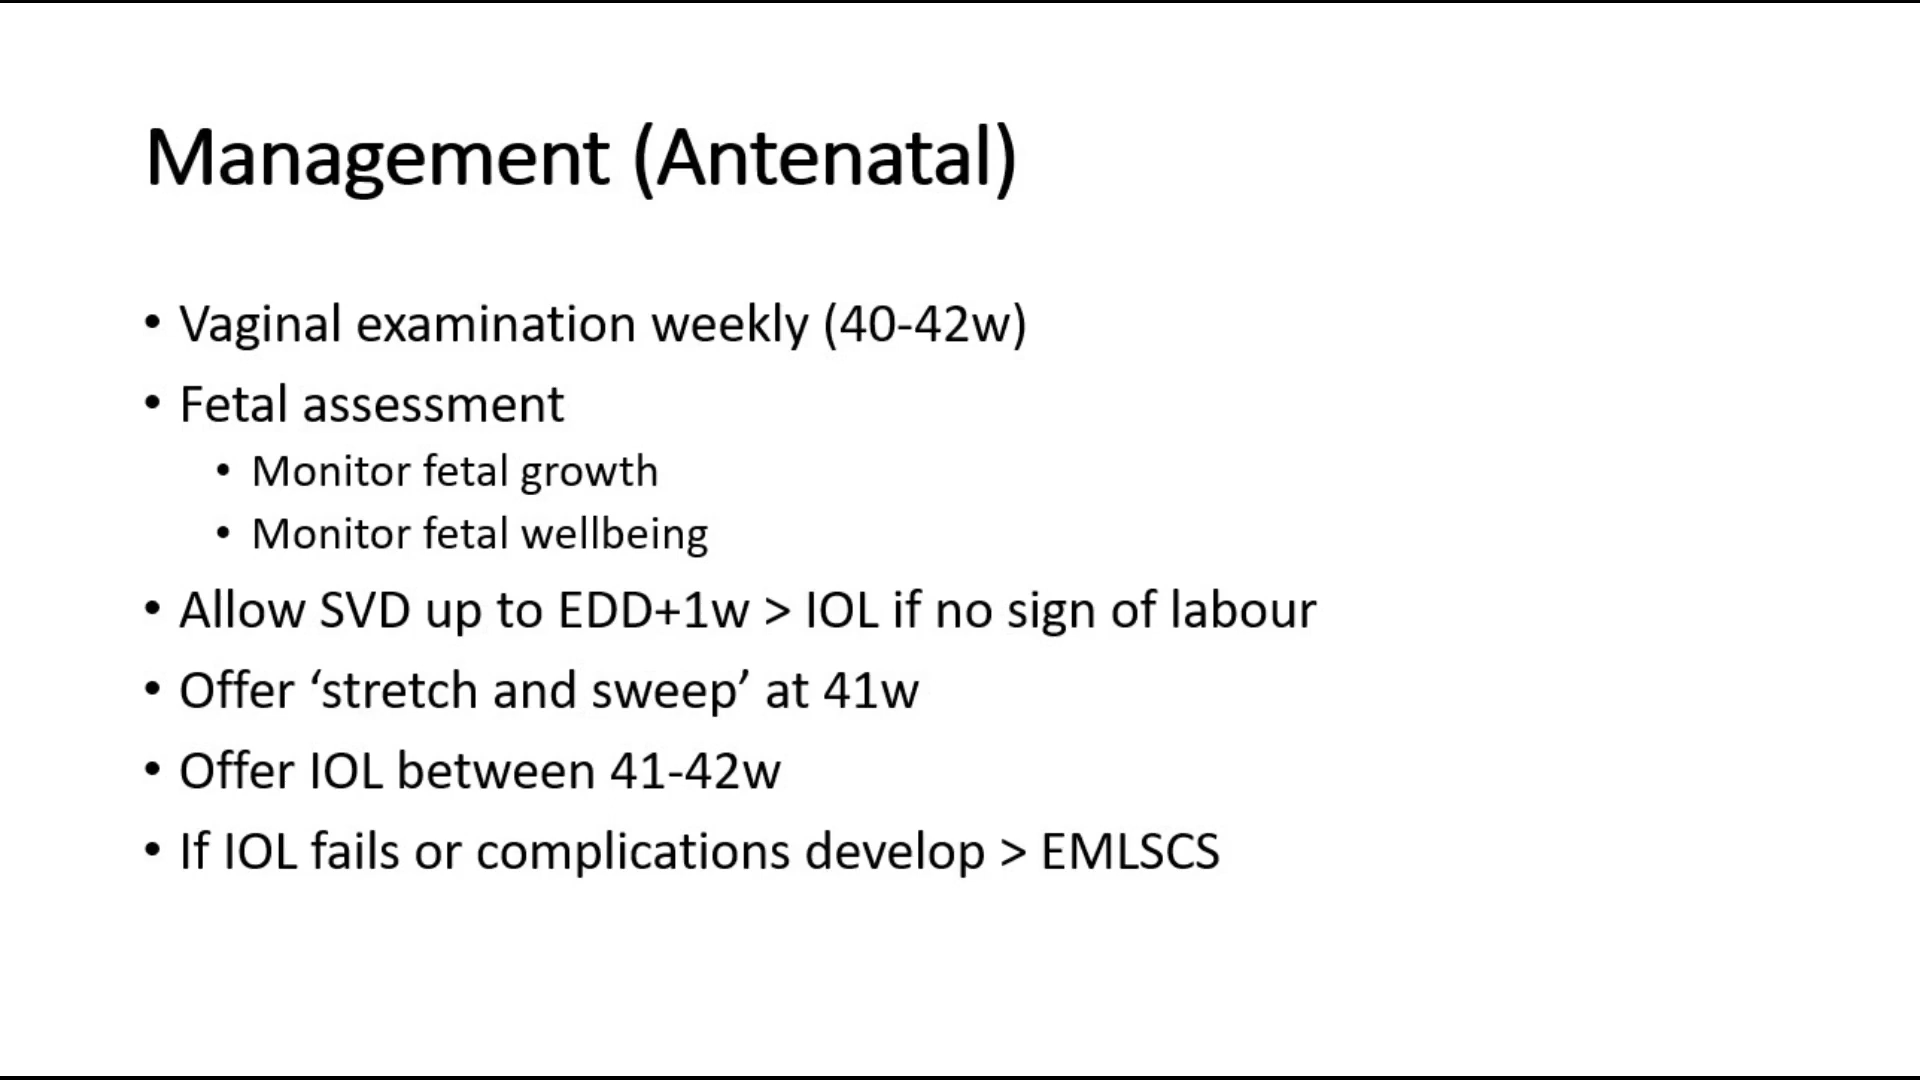 Management (Antenatal)
• Vaginal examination weekly (40-42w)
• Fetal assessment
• Monitor fetal growth
• Monitor fetal wellbeing
• Allow SVD up to EDD+1w > IOL if no sign of labour
• Offer ‘stretch and sweep’ at 41w
• Offer IOL between 41-42w
• If IOL fails or complications develop > EMLSCS